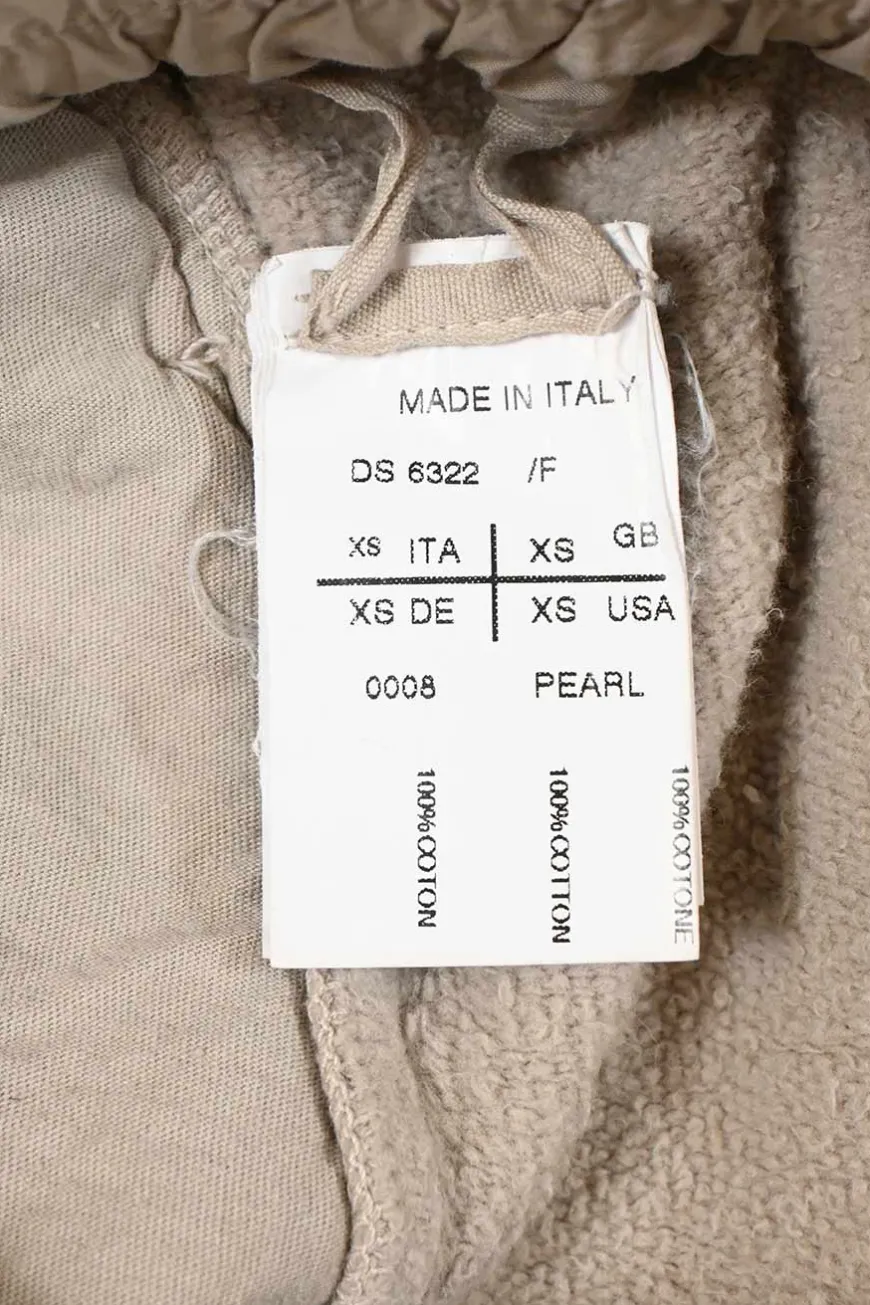 MADE IN ITALY
DS 6322 /F
XS ITA XS GB
XS DE XS USA
0008 PEARL
100%COTON
100%COTTON
100%COTONE